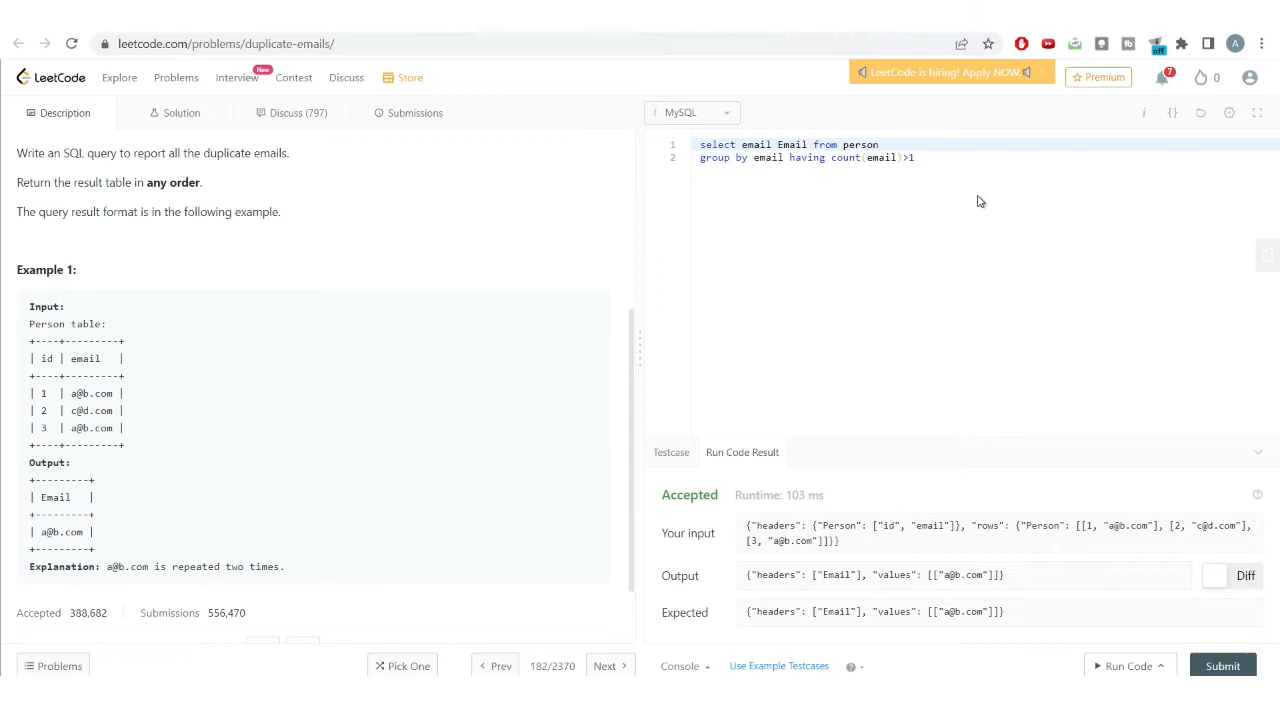 leetcode.com/problems/duplicate-emails/
off
A
LeetCode
Explore
Problems
Interview
New
Contest
Discuss
Store
LeetCode is hiring! Apply NOW.
×
Premium
7
0
Description
Solution
Discuss (797)
Submissions
i MySQL
i
{}
Write an SQL query to report all the duplicate emails.
Return the result table in any order.
The query result format is in the following example.
Example 1:
Input:
Person table:
+----+---------+
| id | email   |
+----+---------+
| 1  | a@b.com |
| 2  | c@d.com |
| 3  | a@b.com |
+----+---------+
Output:
+---------+
| Email   |
+---------+
| a@b.com |
+---------+
Explanation: a@b.com is repeated two times.
Accepted 388,682
Submissions 556,470
Problems
Pick One
Prev
182/2370
Next
1 select email Email from person
2 group by email having count(email)>1
Testcase
Run Code Result
Accepted
Runtime: 103 ms
?
Your input
{"headers": {"Person": ["id", "email"]}, "rows": {"Person": [[1, "a@b.com"], [2, "c@d.com"],
[3, "a@b.com"]]}}
Output
{"headers": ["Email"], "values": [["a@b.com"]]}
Diff
Expected
{"headers": ["Email"], "values": [["a@b.com"]]}
Console
Use Example Testcases
?
Run Code
Submit